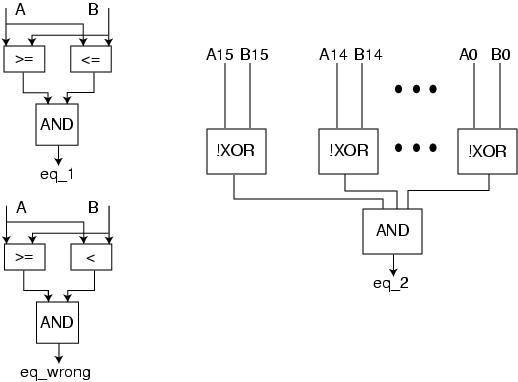 A B
>= <=
AND
eq_1
A B
>= <
AND
eq_wrong
A15 B15 A14 B14 A0 B0
!XOR !XOR !XOR
AND
eq_2